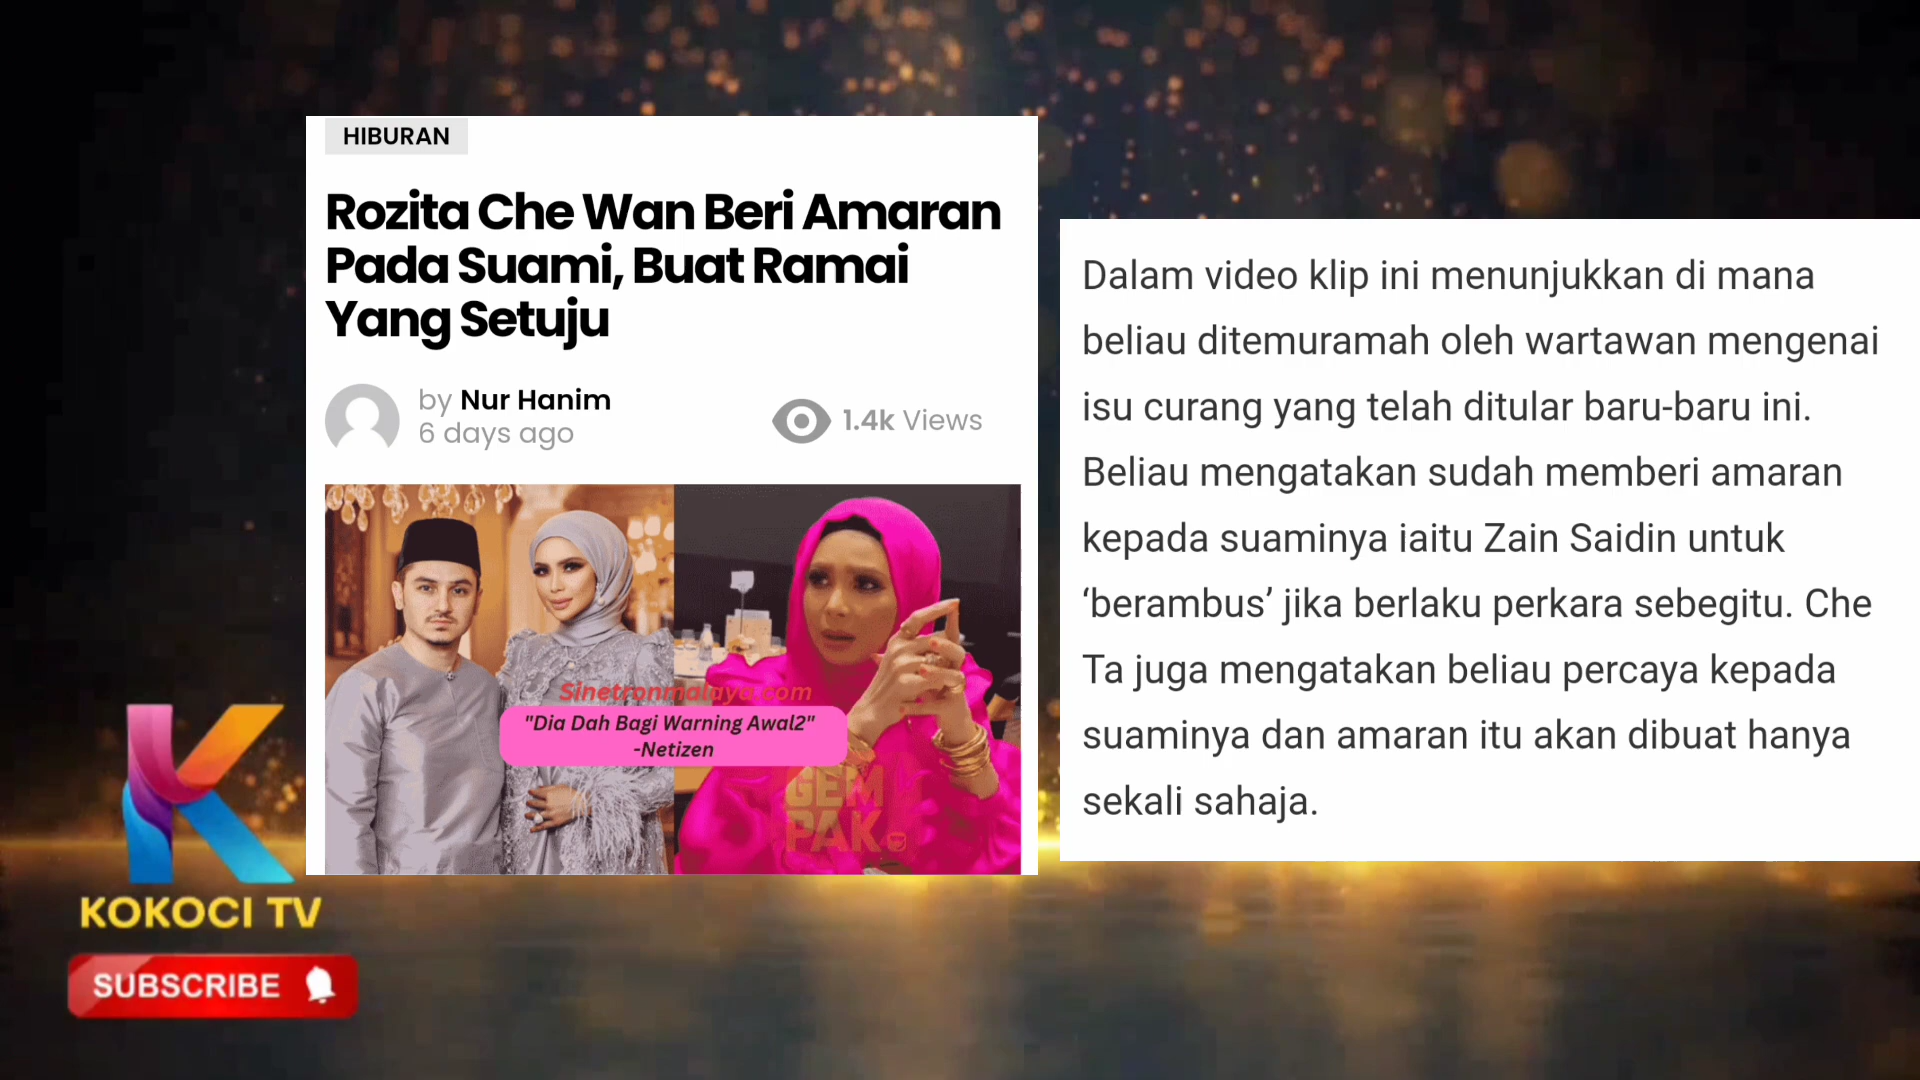 HIBURAN
Rozita Che Wan Beri Amaran
Pada Suami, Buat Ramai
Yang Setuju
by Nur Hanim
6 days ago
1.4k Views
Sinetronmalaya.com
"Dia Dah Bagi Warning Awal2"
-Netizen
GEM
PAK
Dalam video klip ini menunjukkan di mana
beliau ditemuramah oleh wartawan mengenai
isu curang yang telah ditular baru-baru ini.
Beliau mengatakan sudah memberi amaran
kepada suaminya iaitu Zain Saidin untuk
‘berambus’ jika berlaku perkara sebegitu. Che
Ta juga mengatakan beliau percaya kepada
suaminya dan amaran itu akan dibuat hanya
sekali sahaja.
KOKOCI TV
SUBSCRIBE